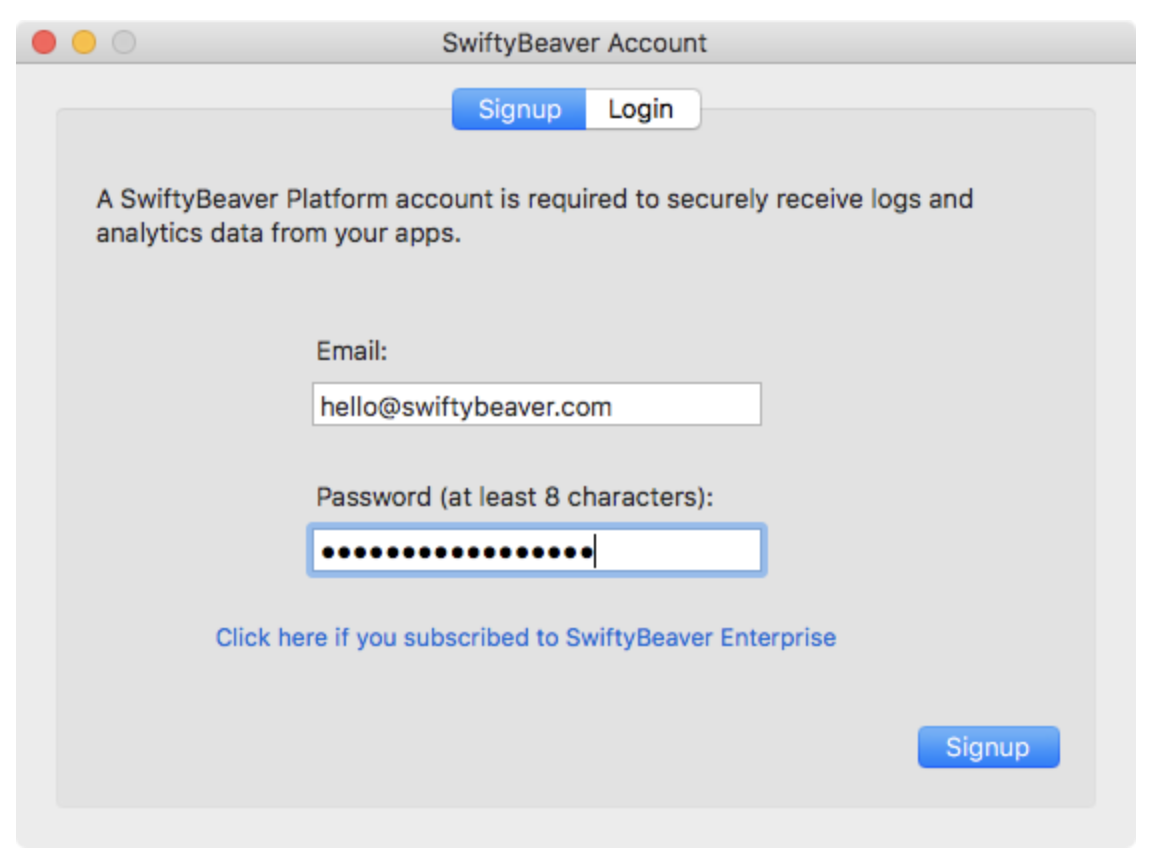 SwiftyBeaver Account
Signup Login
A SwiftyBeaver Platform account is required to securely receive logs and
analytics data from your apps.
Email:
hello@swiftybeaver.com
Password (at least 8 characters):
•••••••••••••••••
Click here if you subscribed to SwiftyBeaver Enterprise
Signup